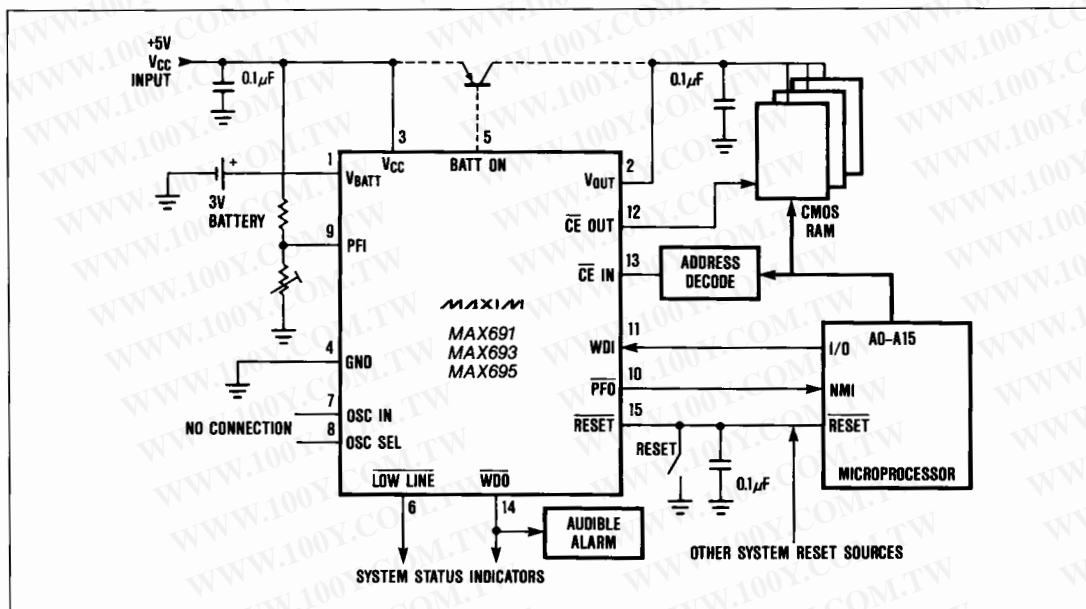 +5V
VCC
INPUT
0.1µF
0.1µF
3
5
1
VCC
BATT ON
2
VBATT
VOUT
3V
BATTERY
12
CE OUT
CMOS
RAM
9
PFI
13
CE IN
ADDRESS
DECODE
MAXIM
MAX691
MAX693
MAX695
11
WDI
A0-A15
I/O
4
GND
10
PFO
NMI
7
OSC IN
15
RESET
RESET
RESET
NO CONNECTION
8
OSC SEL
0.1µF
MICROPROCESSOR
LOW LINE
WDO
6
14
AUDIBLE
ALARM
OTHER SYSTEM RESET SOURCES
SYSTEM STATUS INDICATORS
WWW.100Y.COM.TW